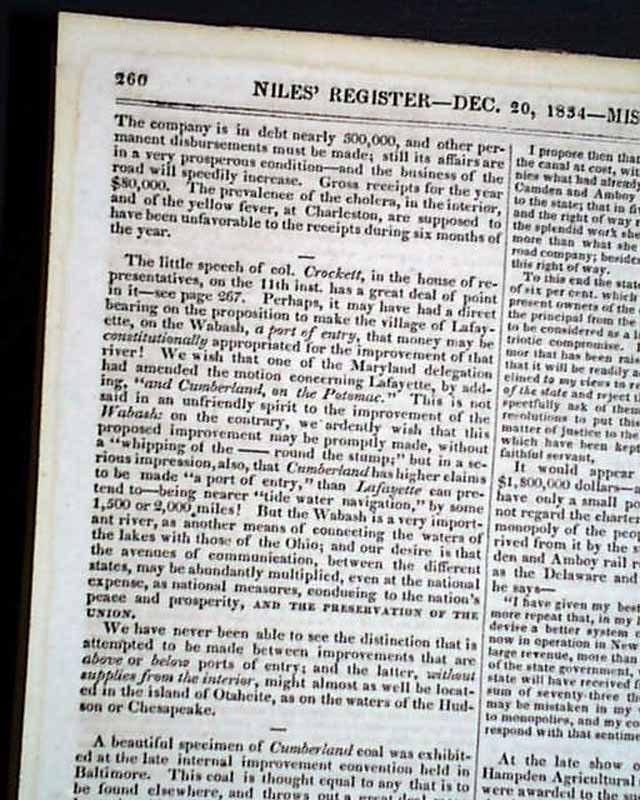 260
NILES' REGISTER—DEC. 20, 1834—MIS
The company is in debt nearly 300,000, and other per-
manent disbursements must be made; still its affairs are
in a very prosperous condition—and the business of the
road will speedily increase. Gross receipts for the year
$80,000. The prevalence of the cholera, in the interior,
and of the yellow fever, at Charleston, are supposed to
have been unfavorable to the receipts during six months of
the year.
The little speech of col. Crockett, in the house of re-
presentatives, on the 11th inst. has a great deal of point
in it—see page 267. Perhaps, it may have had a direct
bearing on the proposition to make the village of Lafay-
ette, on the Wabash, a port of entry, that money may be
constitutionally appropriated for the improvement of that
river! We wish that one of the Maryland delegation
had amended the motion concerning Lafayette, by add-
ing, "and Cumberland, on the Potomac." This is not
said in an unfriendly spirit to the improvement of the
Wabash: on the contrary, we ardently wish that this
proposed improvement may be promptly made, without
a "whipping of the —— round the stump;" but in a se-
rious impression, also, that Cumberland has higher claims
to be made "a port of entry," than Lafayette can pre-
tend to—being nearer "tide water navigation," by some
1,500 or 2,000 miles! But the Wabash is a very import-
ant river, as another means of connecting the waters of
the lakes with those of the Ohio; and our desire is that
the avenues of communication, between the different
states, may be abundantly multiplied, even at the national
expense, as national measures, conducing to the nation's
peace and prosperity, AND THE PRESERVATION OF THE
UNION.
We have never been able to see the distinction that is
attempted to be made between improvements that are
above or below ports of entry; and the latter, without
supplies from the interior, might almost as well be locat-
ed in the island of Otaheite, as on the waters of the Hud-
son or Chesapeake.
A beautiful specimen of Cumberland coal was exhibit-
ed at the late internal improvement convention held in
Baltimore. This coal is thought equal to any that is to
be found elsewhere, and throws out a great deal
I propose then tha
the canal at cost, wit
nies what had alread
Camden and Amboy
to the state; that in f
and the right of way
the splendid work she
more than what she
road company; beside
this right of way.
To this end the state
of six per cent. which
present owners of the
the principal from the
to be considered as a l
triotic compromise. I
mor that has been rais
that it will be readily a
clined to my views to r
of the state and reject t
spectfully ask of these
resolutions to put this
matter of justice to the
which have been kept
faithful servant,
It would appear
$1,800,000 dollars—
have only a small po
not regard the charter
monopoly of the peop
rived from it by the s
den and Amboy rail r
as the Delaware and
he says—
"I have given my bes
more repeat that, in my
devise a better system
now in operation in New
large revenue, more than
of the state government,
state will have received f
sum of seventy-three th
may be mistaken in my
to monopolies, and my co
respond with that sentime
At the late show o
Hampden Agricultural
were awarded to the su